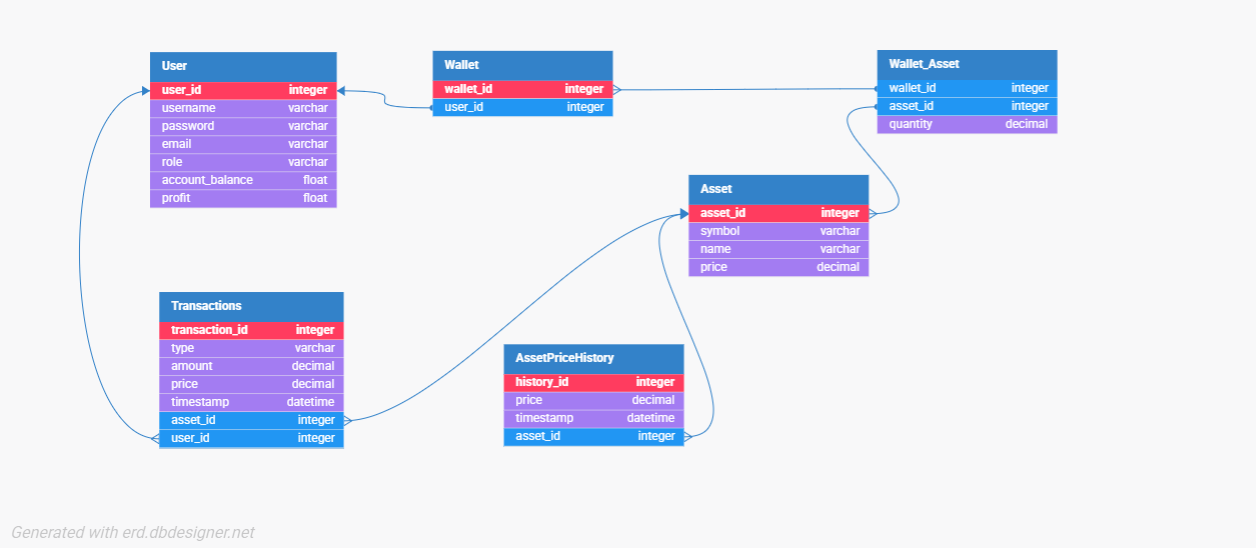 User
user_id integer
username varchar
password varchar
email varchar
role varchar
account_balance float
profit float
Wallet
wallet_id integer
user_id integer
Wallet_Asset
wallet_id integer
asset_id integer
quantity decimal
Asset
asset_id integer
symbol varchar
name varchar
price decimal
Transactions
transaction_id integer
type varchar
amount decimal
price decimal
timestamp datetime
asset_id integer
user_id integer
AssetPriceHistory
history_id integer
price decimal
timestamp datetime
asset_id integer
Generated with erd.dbdesigner.net